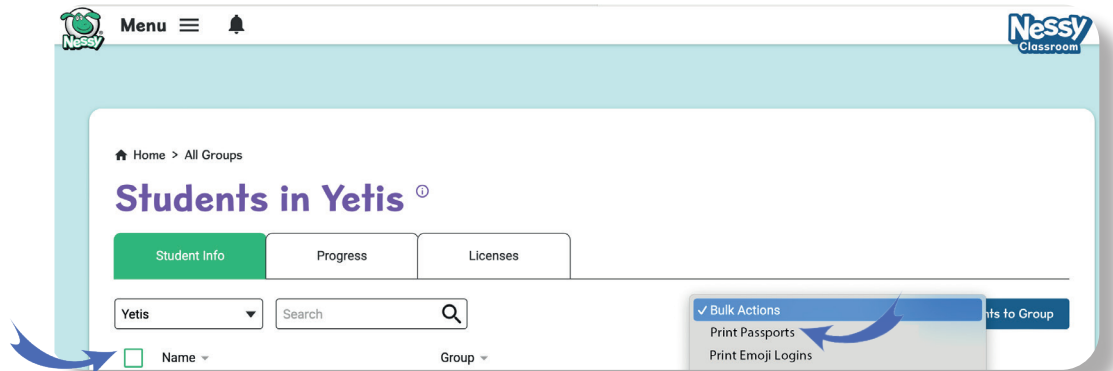 Nessy
Menu
Nessy
Classroom
Home > All Groups
Students in Yetis
Student Info
Progress
Licenses
Yetis
Search
✓ Bulk Actions
to Group
Print Passports
Print Emoji Logins
Name
Group